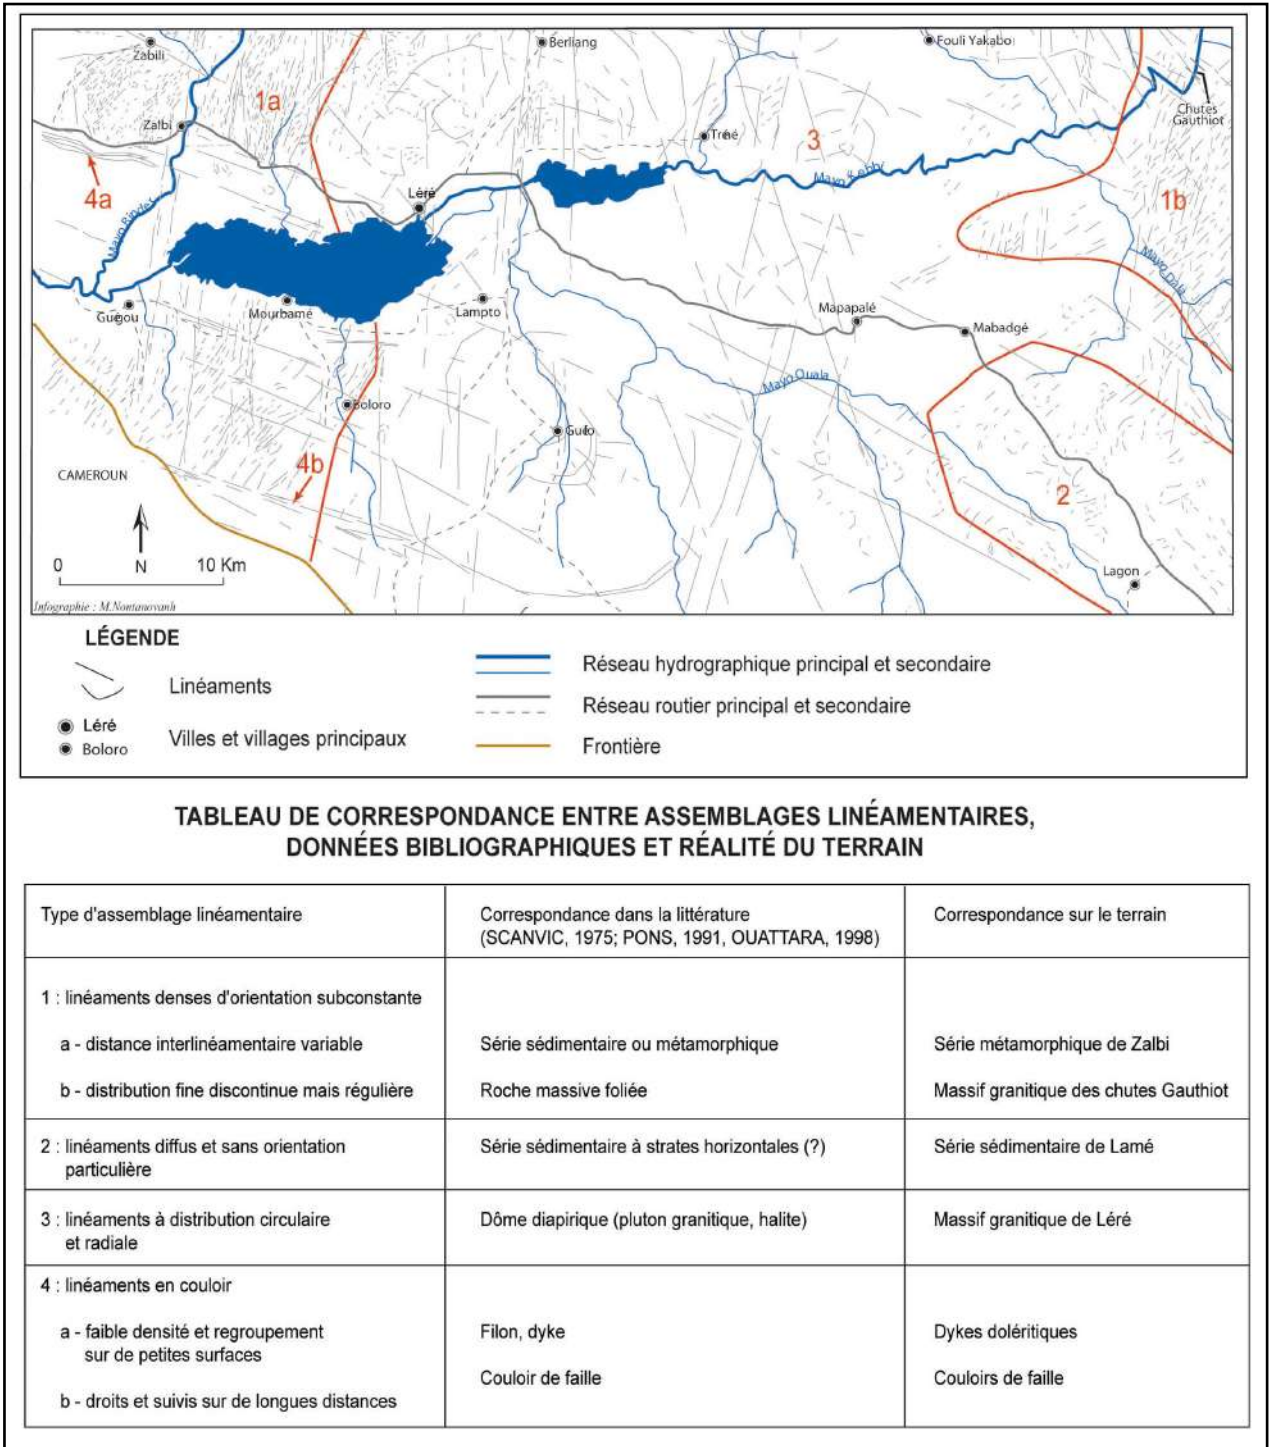 Zabili
Berliang
Fouli Yakabo
1a
Chutes
Gauthiot
Zalbi
3
4a
Léré
1b
Guegou
Mourbamé
Lampto
Mapapalé
Mabadgé
Mayo Ouala
Boloro
4b
CAMEROUN
2
0
N
10 Km
Lagon
Infographie : M.Nontanovanh
LÉGENDE
Linéaments
Léré
Boloro
Villes et villages principaux
Réseau hydrographique principal et secondaire
Réseau routier principal et secondaire
Frontière
TABLEAU DE CORRESPONDANCE ENTRE ASSEMBLAGES LINÉAMENTAIRES,
DONNÉES BIBLIOGRAPHIQUES ET RÉALITÉ DU TERRAIN
Type d'assemblage linéamentaire
Correspondance dans la littérature
(SCANVIC, 1975; PONS, 1991, OUATTARA, 1998)
Correspondance sur le terrain
1 : linéaments denses d'orientation subconstante
a - distance interlinéamentaire variable
Série sédimentaire ou métamorphique
Série métamorphique de Zalbi
b - distribution fine discontinue mais régulière
Roche massive foliée
Massif granitique des chutes Gauthiot
2 : linéaments diffus et sans orientation
particulière
Série sédimentaire à strates horizontales (?)
Série sédimentaire de Lamé
3 : linéaments à distribution circulaire
et radiale
Dôme diapirique (pluton granitique, halite)
Massif granitique de Léré
4 : linéaments en couloir
a - faible densité et regroupement
sur de petites surfaces
Filon, dyke
Dykes doléritiques
Couloir de faille
Couloirs de faille
b - droits et suivis sur de longues distances